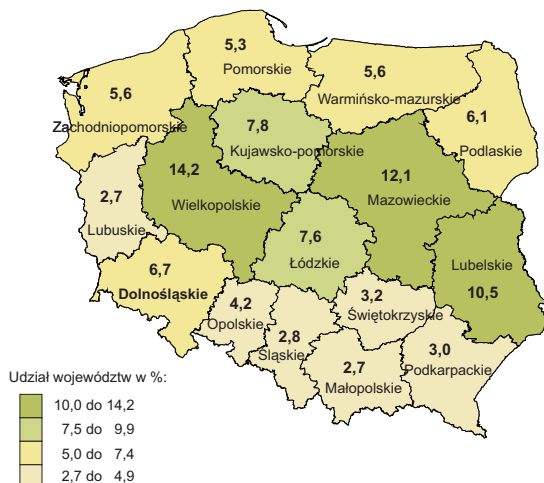 5,3
Pomorskie
5,6
Zachodniopomorskie
5,6
Warmińsko-mazurskie
6,1
Podlaskie
7,8
Kujawsko-pomorskie
14,2
Wielkopolskie
12,1
Mazowieckie
2,7
Lubuskie
7,6
Łódzkie
Lubelskie
10,5
6,7
Dolnośląskie
4,2
Opolskie
3,2
Świętokrzyskie
2,8
Śląskie
2,7
Małopolskie
3,0
Podkarpackie
Udział województw w %:
10,0 do 14,2
7,5 do 9,9
5,0 do 7,4
2,7 do 4,9